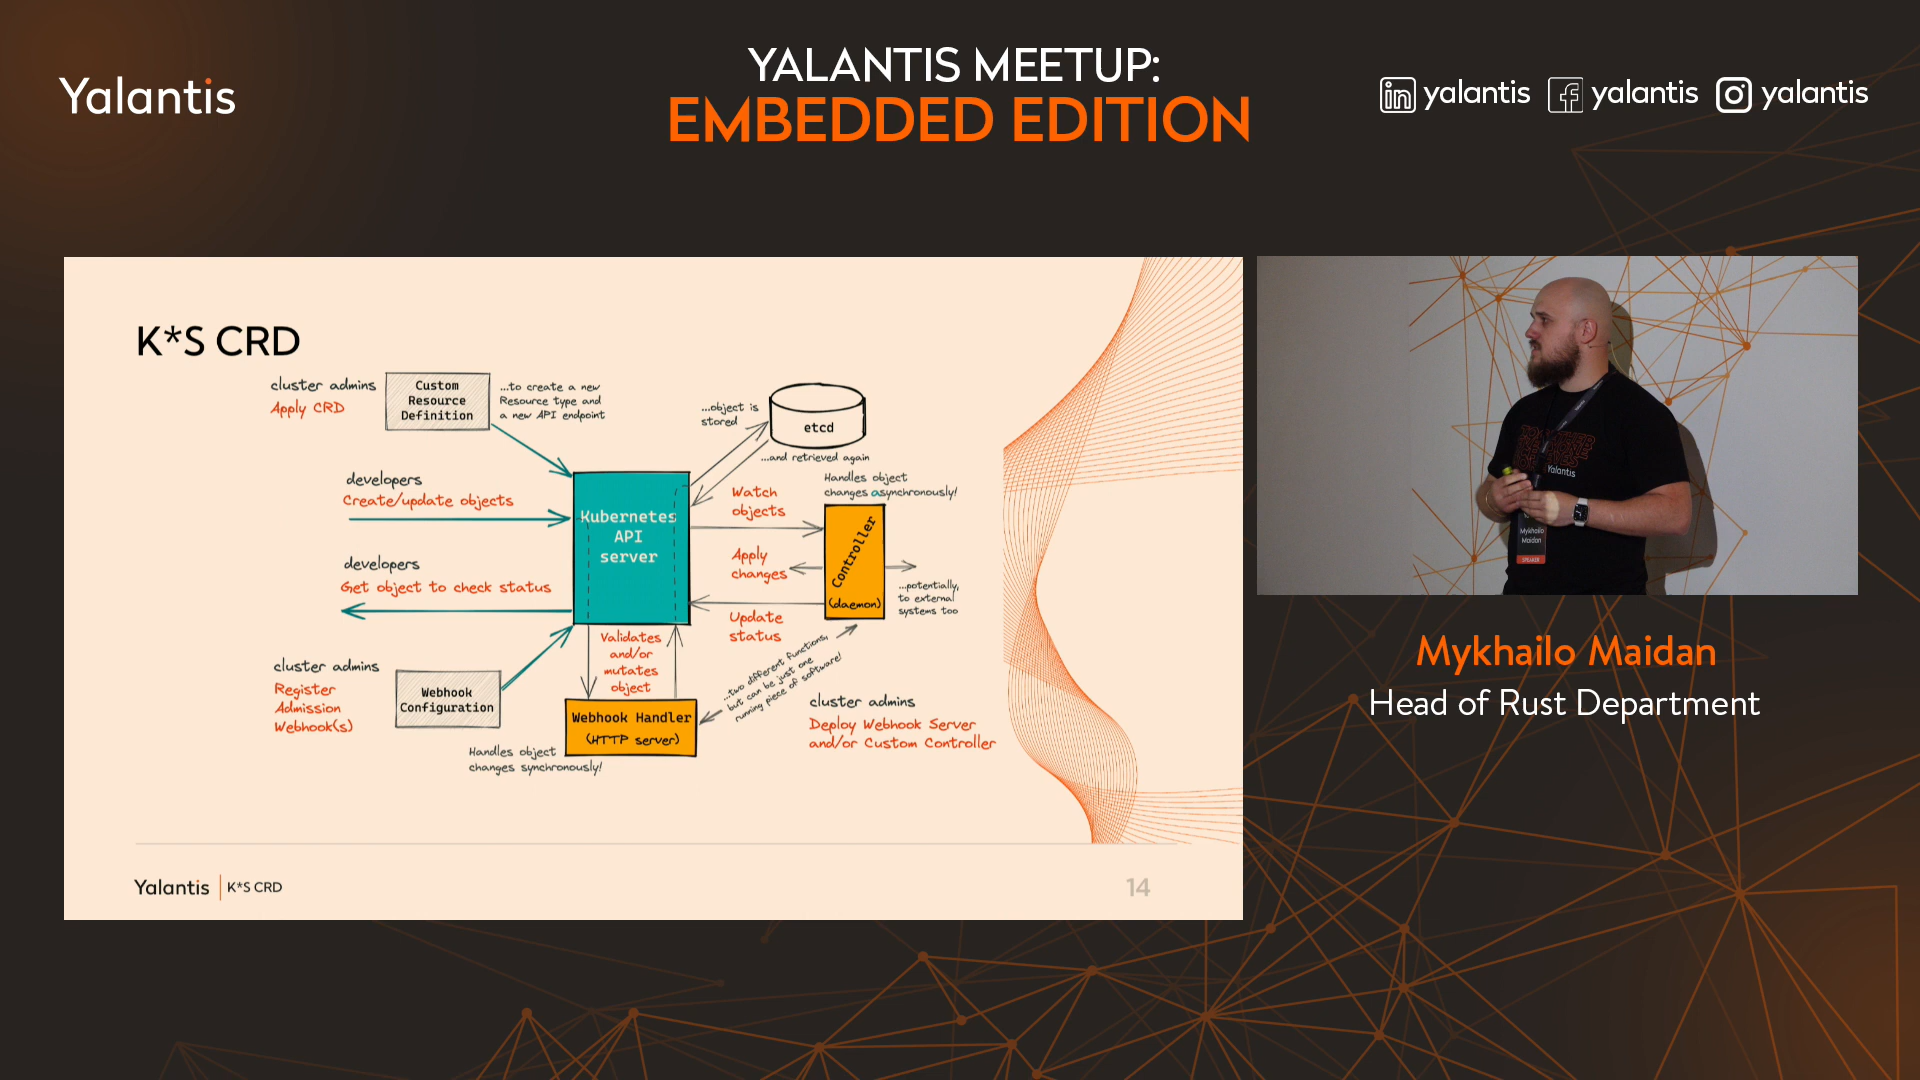 Yalantis
YALANTIS MEETUP:
EMBEDDED EDITION
in yalantis
f yalantis
yalantis
K*S CRD
cluster admins
Apply CRD
Custom
Resource
Definition
...to create a new
Resource type and
a new API endpoint
...object is
stored
etcd
...and retrieved again
developers
Create/update objects
Kubernetes
API
server
Watch
objects
Handles object
changes asynchronously!
developers
Get object to check status
Apply
changes
Controller
(daemon)
...potentially,
to external
systems too
Update
status
Validates
and/or
mutates
object
...two different functions,
but can be just one
running piece of software!
cluster admins
Register
Admission
Webhook(s)
Webhook
Configuration
Webhook Handler
(HTTP server)
Handles object
changes synchronously!
cluster admins
Deploy Webhook Server
and/or Custom Controller
Yalantis | K*S CRD
14
Yalantis
Mykhailo
Maidan
SPEAKER
Mykhailo Maidan
Head of Rust Department